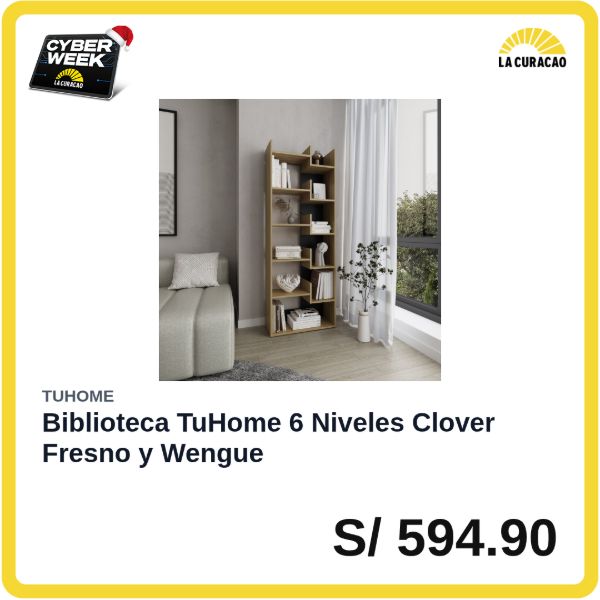 CYBER
WEEK
LA CURACAO
LA CURACAO
TUHOME
Biblioteca TuHome 6 Niveles Clover
Fresno y Wengue
S/ 594.90